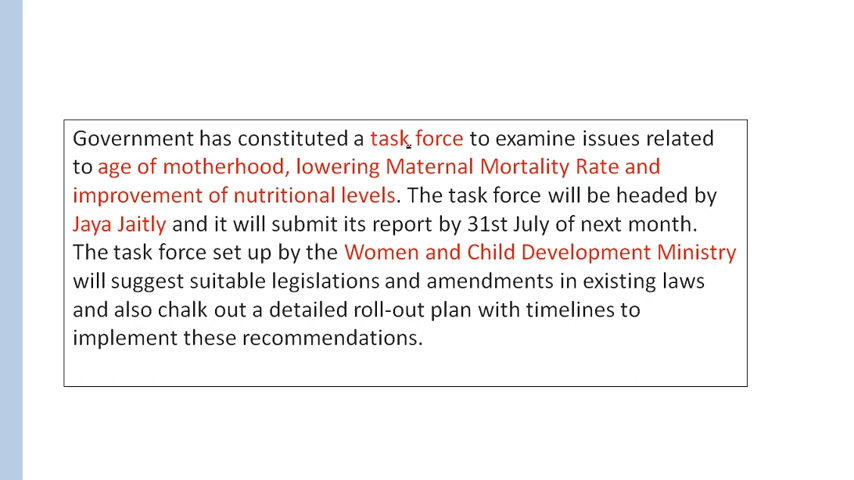 Government has constituted a task force to examine issues related
to age of motherhood, lowering Maternal Mortality Rate and
improvement of nutritional levels. The task force will be headed by
Jaya Jaitly and it will submit its report by 31st July of next month.
The task force set up by the Women and Child Development Ministry
will suggest suitable legislations and amendments in existing laws
and also chalk out a detailed roll-out plan with timelines to
implement these recommendations.